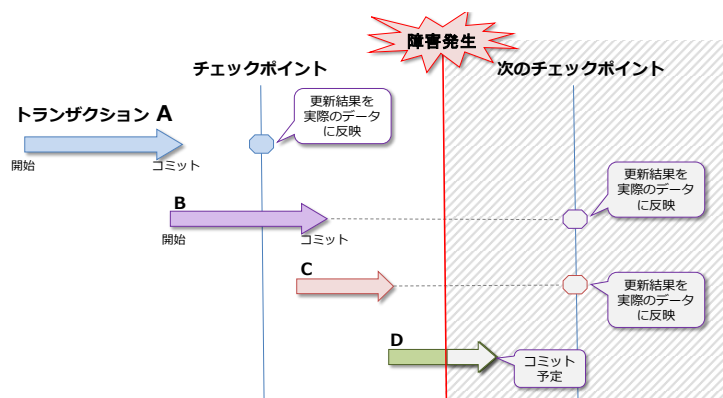 障害発生
チェックポイント
次のチェックポイント
トランザクション A
更新結果を
実際のデータ
に反映
開始
コミット
B
更新結果を
実際のデータ
に反映
開始
コミット
C
更新結果を
実際のデータ
に反映
D
コミット
予定